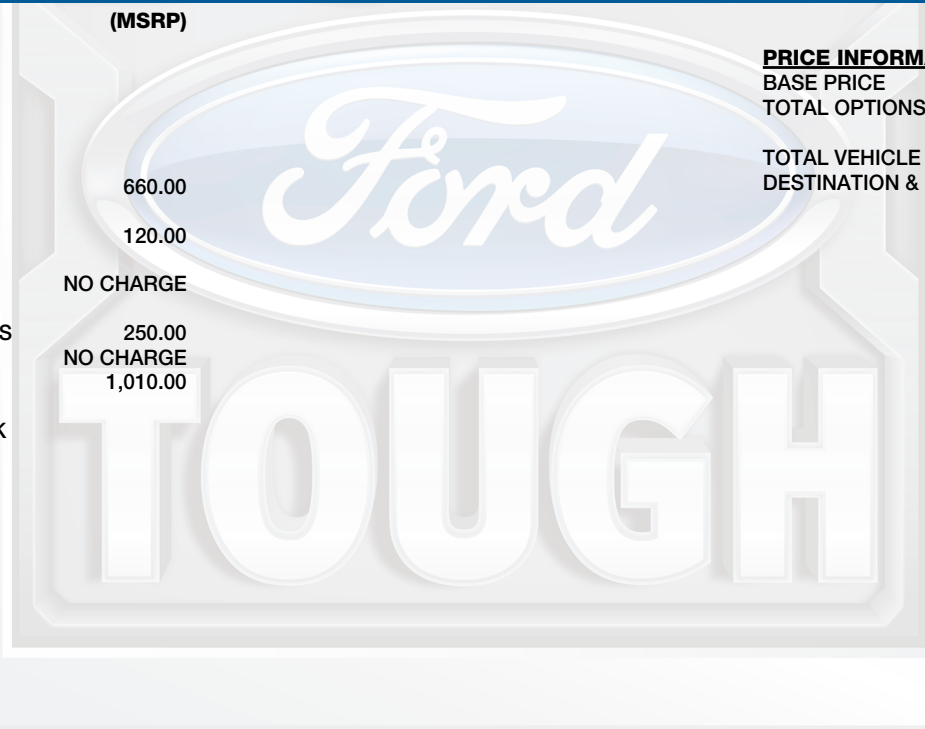 (MSRP)
660.00
120.00
NO CHARGE
S 250.00
NO CHARGE
1,010.00
K
PRICE INFORMA
BASE PRICE
TOTAL OPTIONS
TOTAL VEHICLE
DESTINATION &
Ford
TOUGH